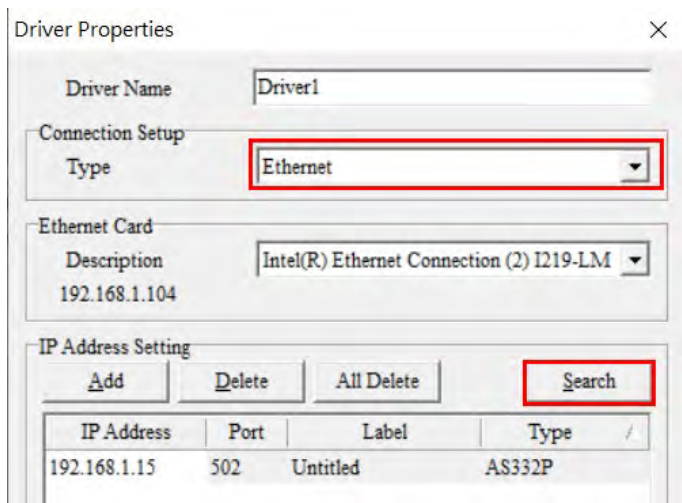 Driver Properties
Driver Name Driver1
Connection Setup
Type Ethernet
Ethernet Card
Description Intel(R) Ethernet Connection (2) I219-LM
192.168.1.104
IP Address Setting
Add Delete All Delete Search
IP Address Port Label Type
192.168.1.15 502 Untitled AS332P